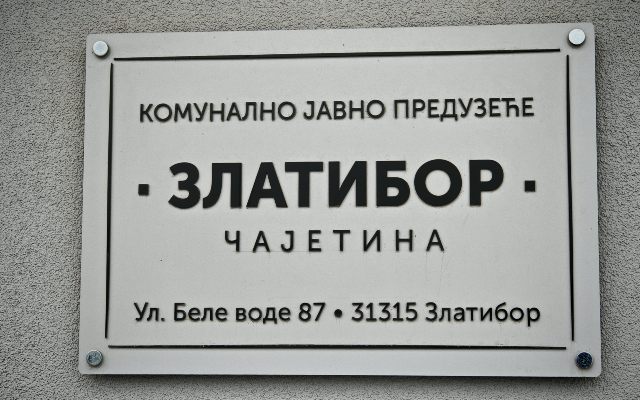 КОМУНАЛНО ЈАВНО ПРЕДУЗЕЋЕ
· ЗЛАТИБОР ·
ЧАЈЕТИНА
Ул. Беле воде 87 • 31315 Златибор